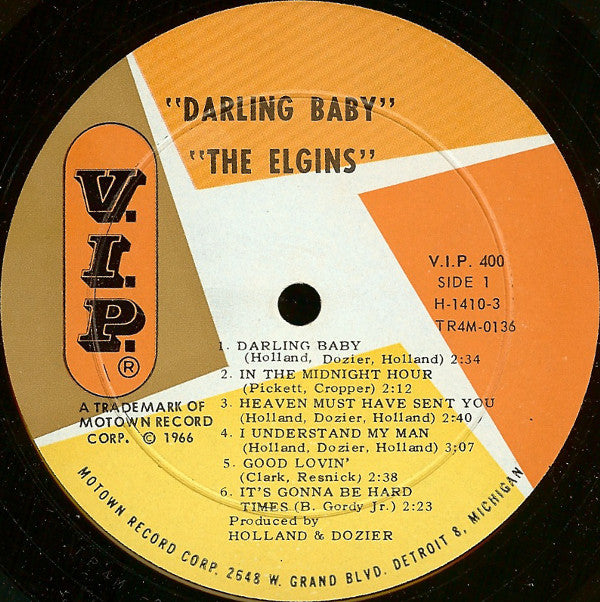 "DARLING BABY"
"THE ELGINS"
V.I.P.®
V.I.P. 400
SIDE 1
H-1410-3
TR4M-0136
1. DARLING BABY
(Holland, Dozier, Holland) 2:34
2. IN THE MIDNIGHT HOUR
(Pickett, Cropper) 2:12
3. HEAVEN MUST HAVE SENT YOU
(Holland, Dozier, Holland) 2:40
4. I UNDERSTAND MY MAN
(Holland, Dozier, Holland) 3:07
5. GOOD LOVIN'
(Clark, Resnick) 2:38
6. IT'S GONNA BE HARD
TIMES (B. Gordy Jr.) 2:23
Produced by
HOLLAND & DOZIER
A TRADEMARK OF
MOTOWN RECORD
CORP. © 1966
MOTOWN RECORD CORP. 2648 W. GRAND BLVD. DETROIT 8, MICHIGAN